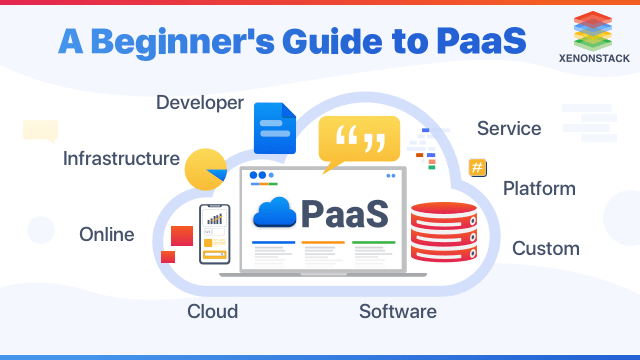 A Beginner's Guide to PaaS
XENONSTACK
Developer
Service
Infrastructure
#
Platform
PaaS
Online
Custom
Cloud
Software